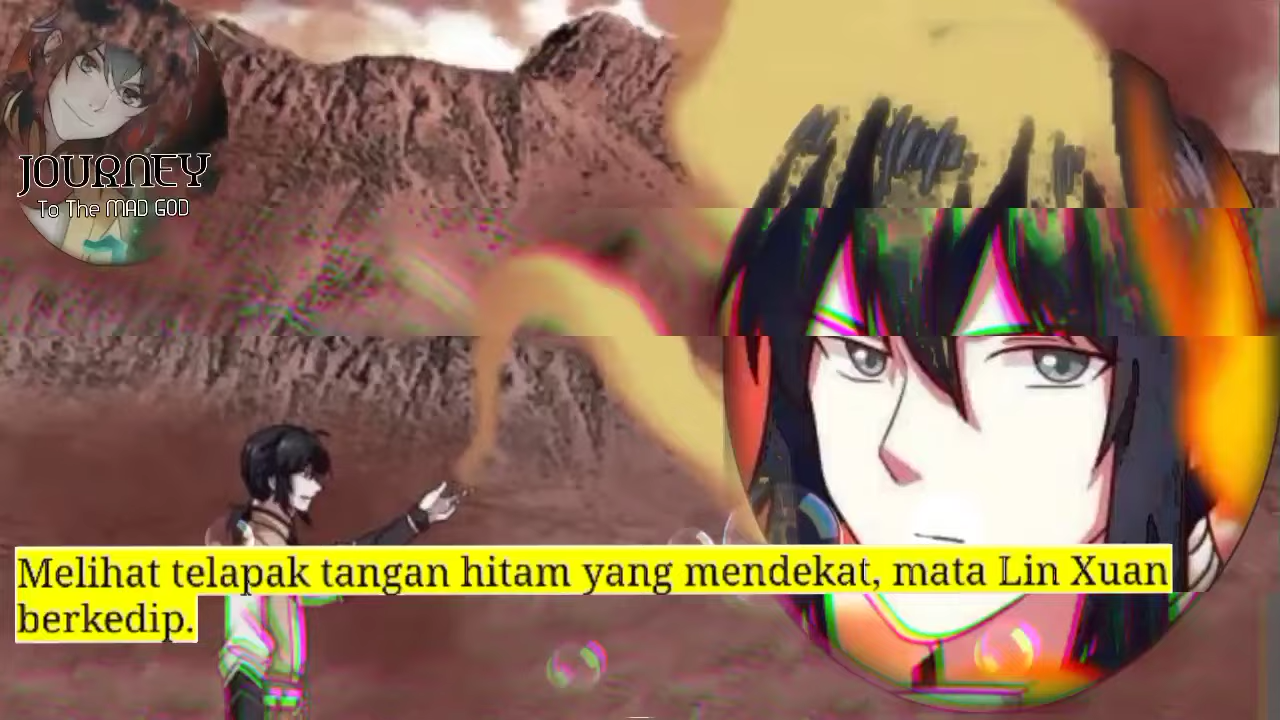 JOURNEY
To The MAD GOD
Melihat telapak tangan hitam yang mendekat, mata Lin Xuan
berkedip.